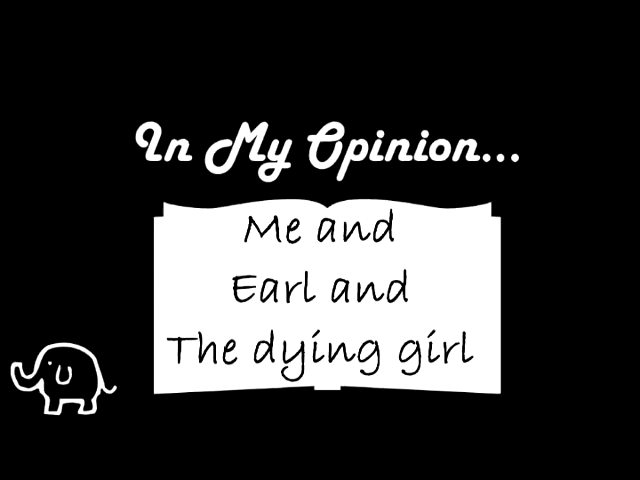 In My Opinion...
Me and
Earl and
The dying girl